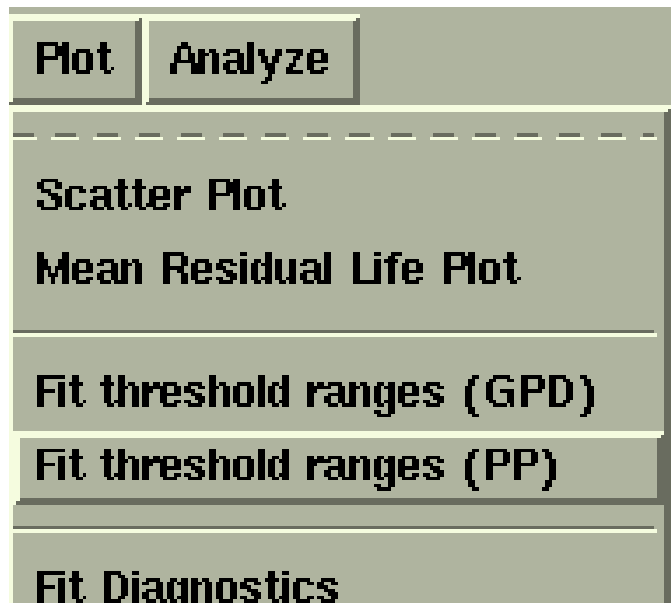 Plot Analyze
Scatter Plot
Mean Residual Life Plot
Fit threshold ranges (GPD)
Fit threshold ranges (PP)
Fit Diagnostics